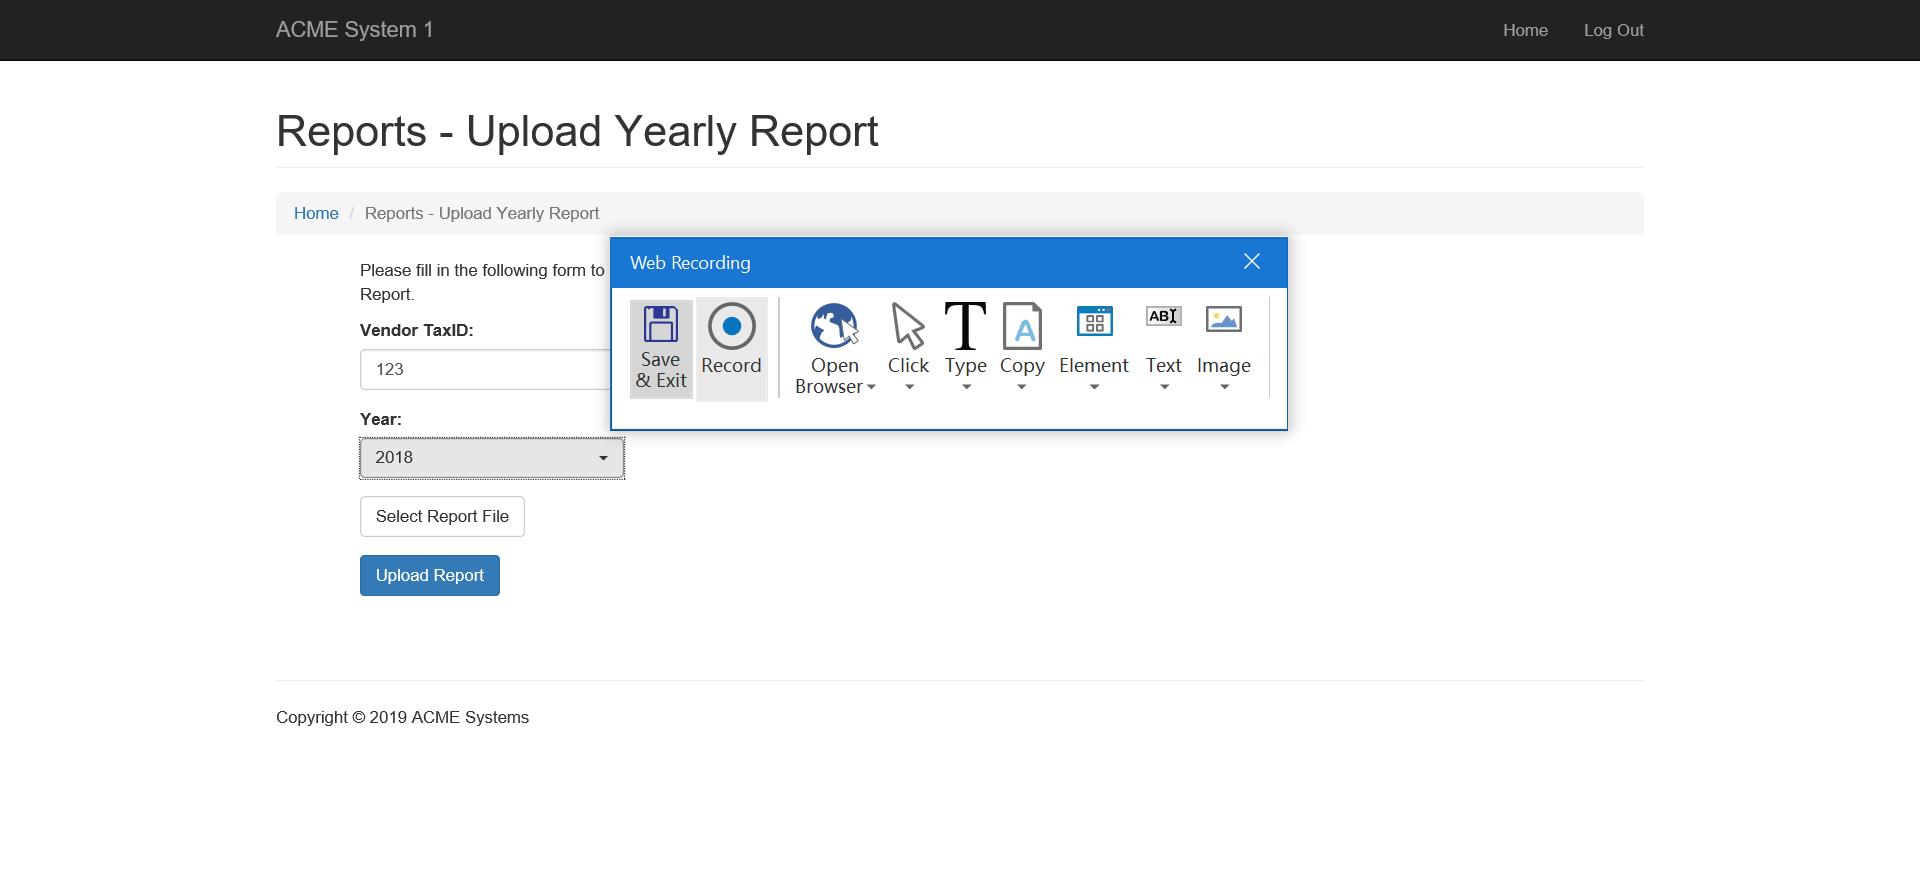 ACME System 1
Home
Log Out
Reports - Upload Yearly Report
Home / Reports - Upload Yearly Report
Please fill in the following form to
Report.
Vendor TaxID:
123
Year:
2018
Select Report File
Upload Report
Web Recording
Save
& Exit
Record
Open
Browser
Click
Type
Copy
Element
Text
Image
T
A
AB
Copyright © 2019 ACME Systems